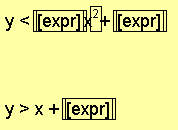 y < [expr]x²+ [expr]
y > x + [expr]